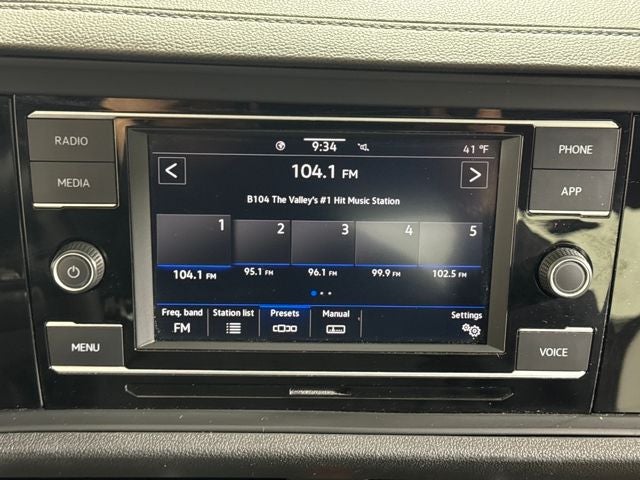 RADIO
MEDIA
MENU
PHONE
APP
VOICE
9:34
41 °F
104.1 FM
B104 The Valley's #1 Hit Music Station
1 2 3 4 5
104.1 FM 95.1 FM 96.1 FM 99.9 FM 102.5 FM
Freq. band Station list Presets Manual Settings
FM